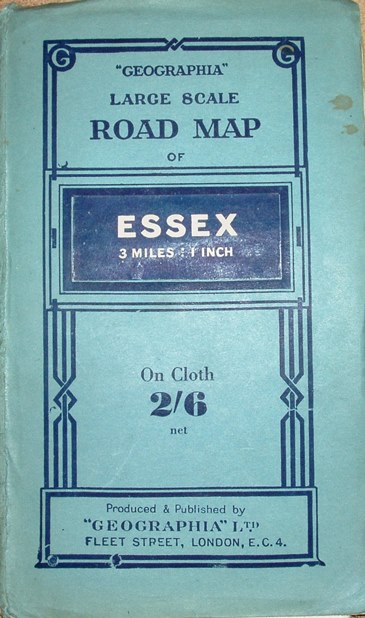 G G
"GEOGRAPHIA"
LARGE SCALE
ROAD MAP
OF
ESSEX
3 MILES : 1 INCH
On Cloth
2/6
net
Produced & Published by
"GEOGRAPHIA" LTD
FLEET STREET, LONDON, E.C.4.